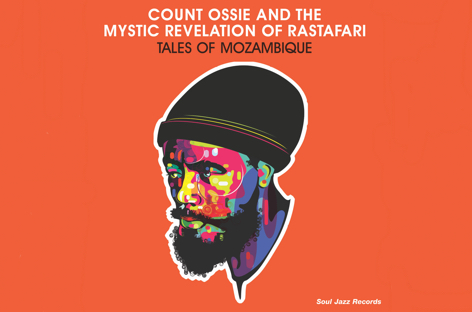 COUNT OSSIE AND THE
MYSTIC REVELATION OF RASTAFARI
TALES OF MOZAMBIQUE
Soul Jazz Records